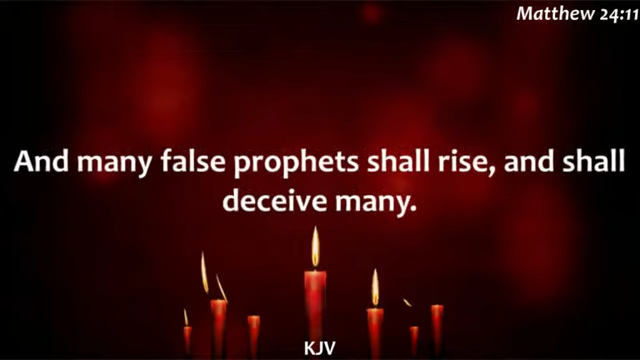 Matthew 24:11
And many false prophets shall rise, and shall
deceive many.
KJV